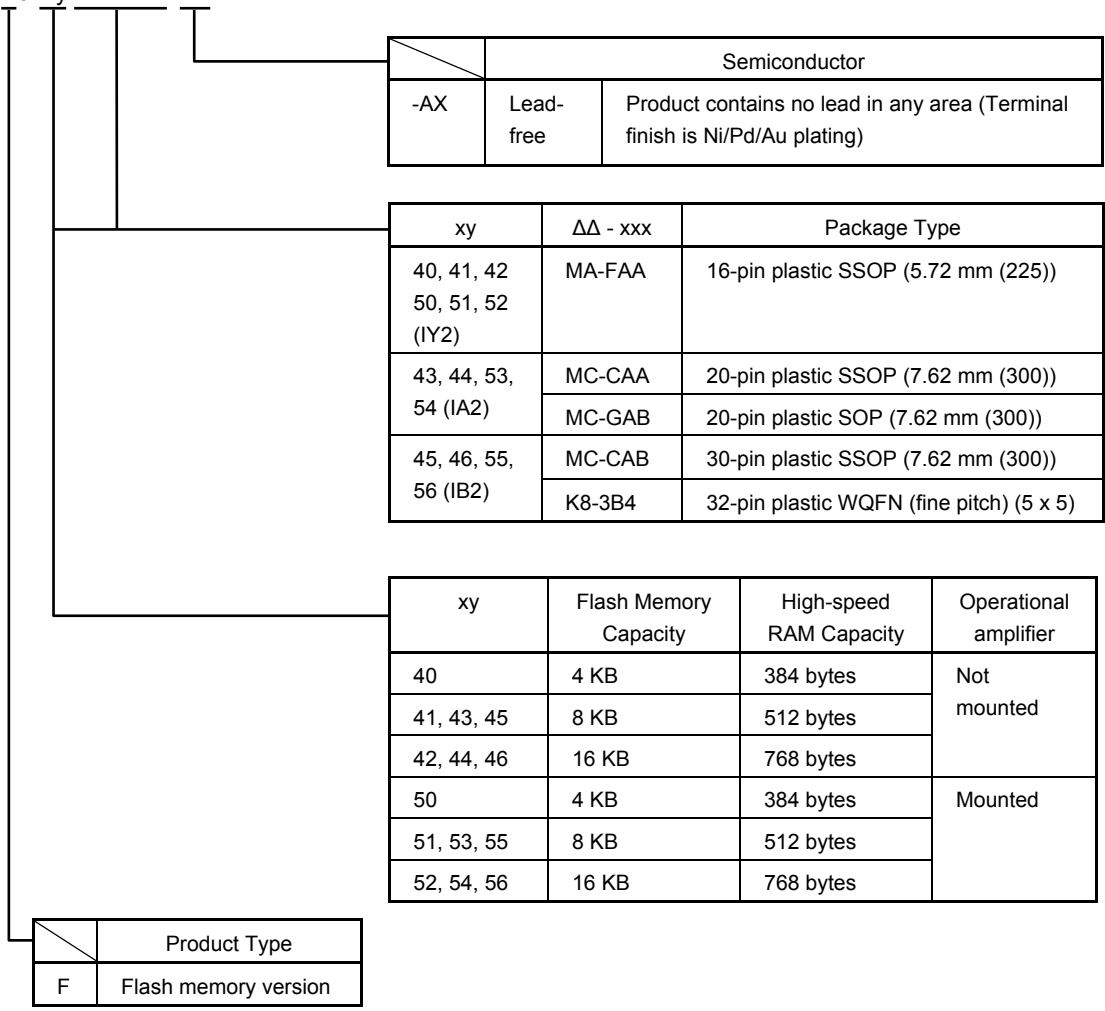 Semiconductor
-AX Lead- Product contains no lead in any area (Terminal
free finish is Ni/Pd/Au plating)
xy ΔΔ - xxx Package Type
40, 41, 42 MA-FAA 16-pin plastic SSOP (5.72 mm (225))
50, 51, 52
(IY2)
43, 44, 53, MC-CAA 20-pin plastic SSOP (7.62 mm (300))
54 (IA2) MC-GAB 20-pin plastic SOP (7.62 mm (300))
45, 46, 55, MC-CAB 30-pin plastic SSOP (7.62 mm (300))
56 (IB2) K8-3B4 32-pin plastic WQFN (fine pitch) (5 x 5)
xy Flash Memory High-speed Operational
Capacity RAM Capacity amplifier
40 4 KB 384 bytes Not
41, 43, 45 8 KB 512 bytes mounted
42, 44, 46 16 KB 768 bytes
50 4 KB 384 bytes Mounted
51, 53, 55 8 KB 512 bytes
52, 54, 56 16 KB 768 bytes
Product Type
F Flash memory version